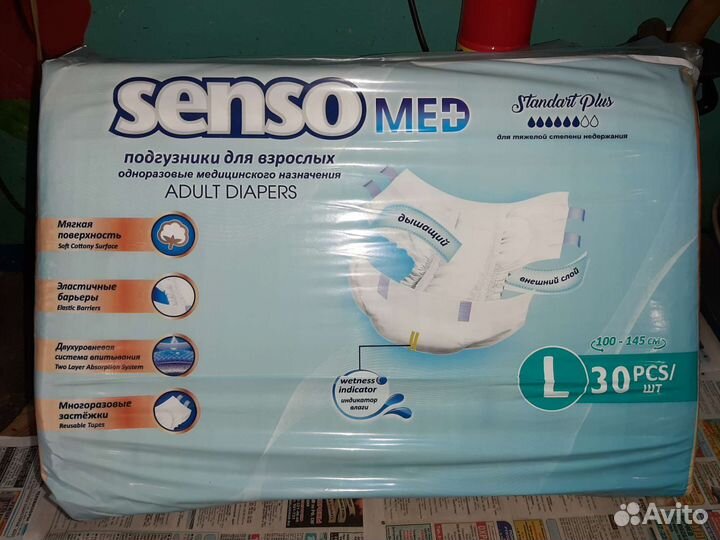 senso MED
Standart Plus
для тяжелой степени недержания
подгузники для взрослых
одноразовые медицинского назначения
ADULT DIAPERS
Мягкая
поверхность
Soft Cottony Surface
Эластичные
барьеры
Elastic Barriers
Двухуровневая
система впитывания
Two Layer Absorption System
Многоразовые
застёжки
Reusable Tapes
дышащий
внешний слой
wetness
indicator
индикатор
влаги
100 - 145 см
L 30 PCS/
шт
Avito